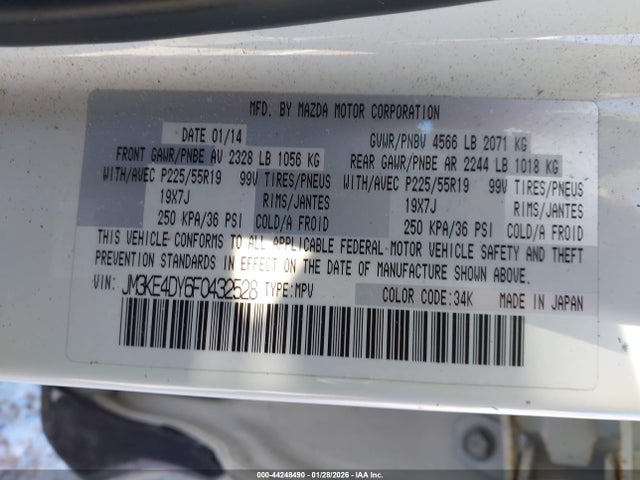 MFD. BY MAZDA MOTOR CORPORATION
DATE 01/14 GVWR/PNBV 4566 LB 2071 KG
FRONT GAWR/PNBE AV 2328 LB 1056 KG REAR GAWR/PNBE AR 2244 LB 1018 KG
WITH/AVEC P225/55R19 99V TIRES/PNEUS WITH/AVEC P225/55R19 99V TIRES/PNEUS
19X7J RIMS/JANTES 19X7J RIMS/JANTES
250 KPA/36 PSI COLD/A FROID 250 KPA/36 PSI COLD/A FROID
THIS VEHICLE CONFORMS TO ALL APPLICABLE FEDERAL MOTOR VEHICLE SAFETY AND THEFT
PREVENTION STANDARDS IN EFFECT ON THE DATE OF MANUFACTURE SHOWN ABOVE.
VIN: JM3KE4DY6F0432528 TYPE:MPV COLOR CODE:34K MADE IN JAPAN
000-44248490 - 01/28/2026 - IAAI.CA